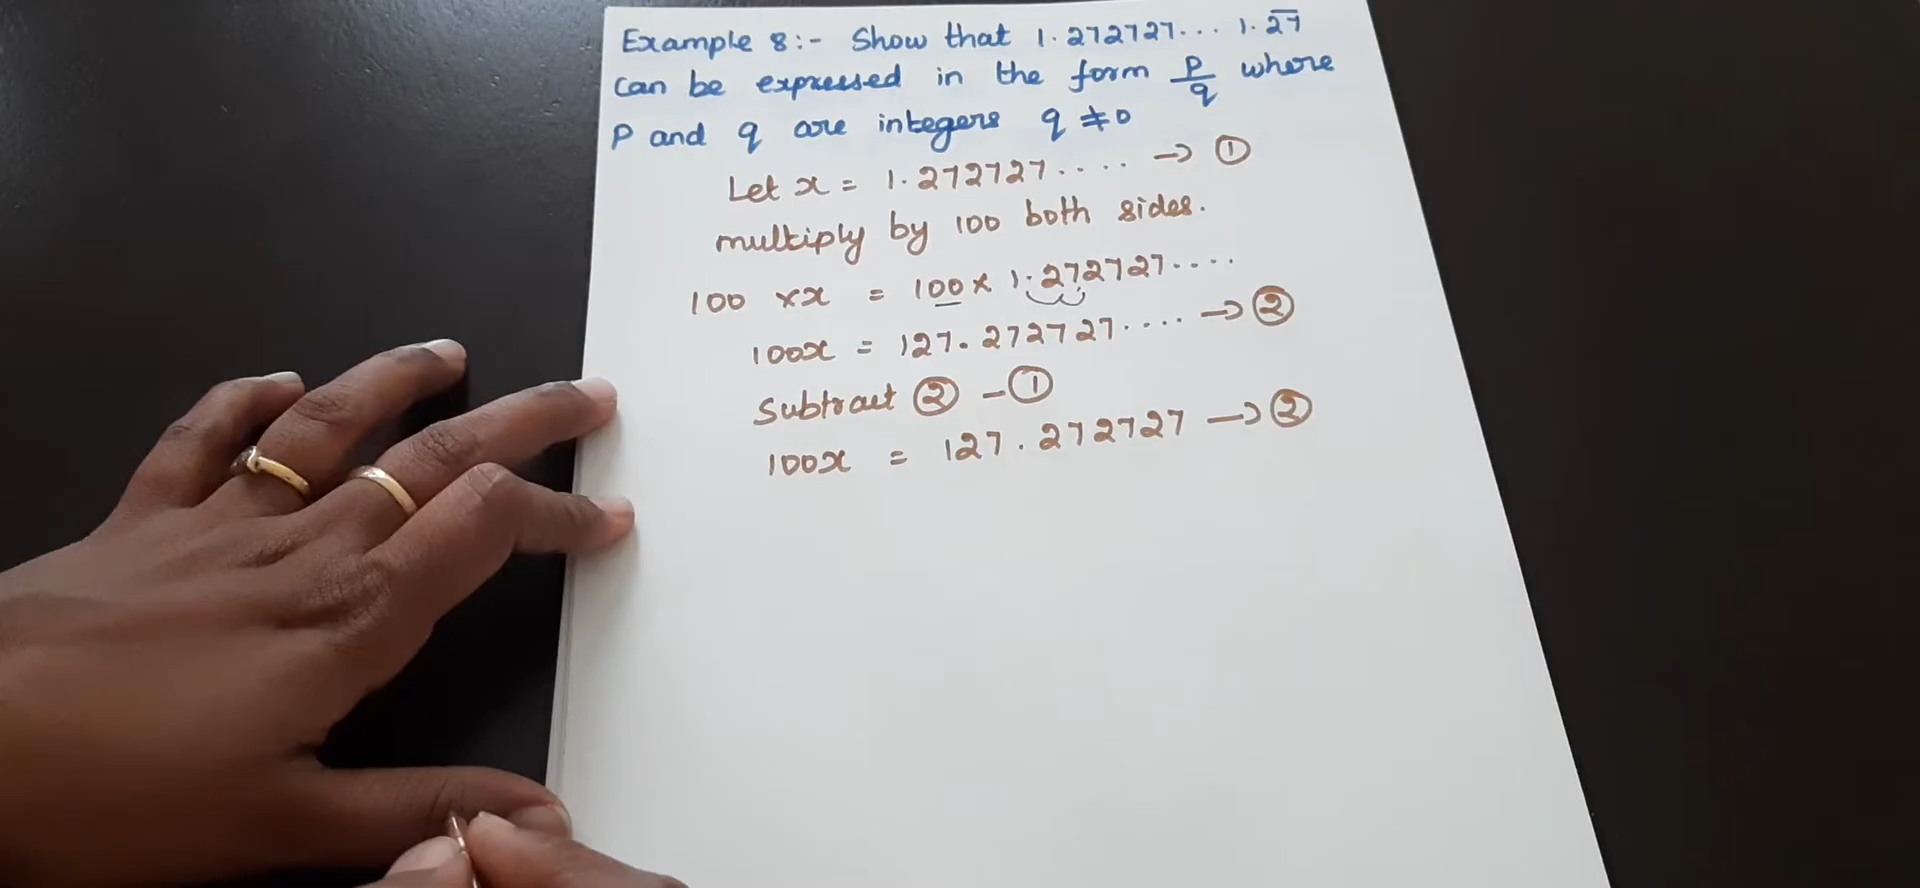 Example 8:- Show that 1.272727... 1.2̅7̅
can be expressed in the form p/q where
p and q are integers q ≠ 0
Let x = 1.272727.... → ①
multiply by 100 both sides.
100 × x = 100 × 1.272727....
100x = 127.272727.... → ②
Subtract ② - ①
100x = 127.272727 → ②